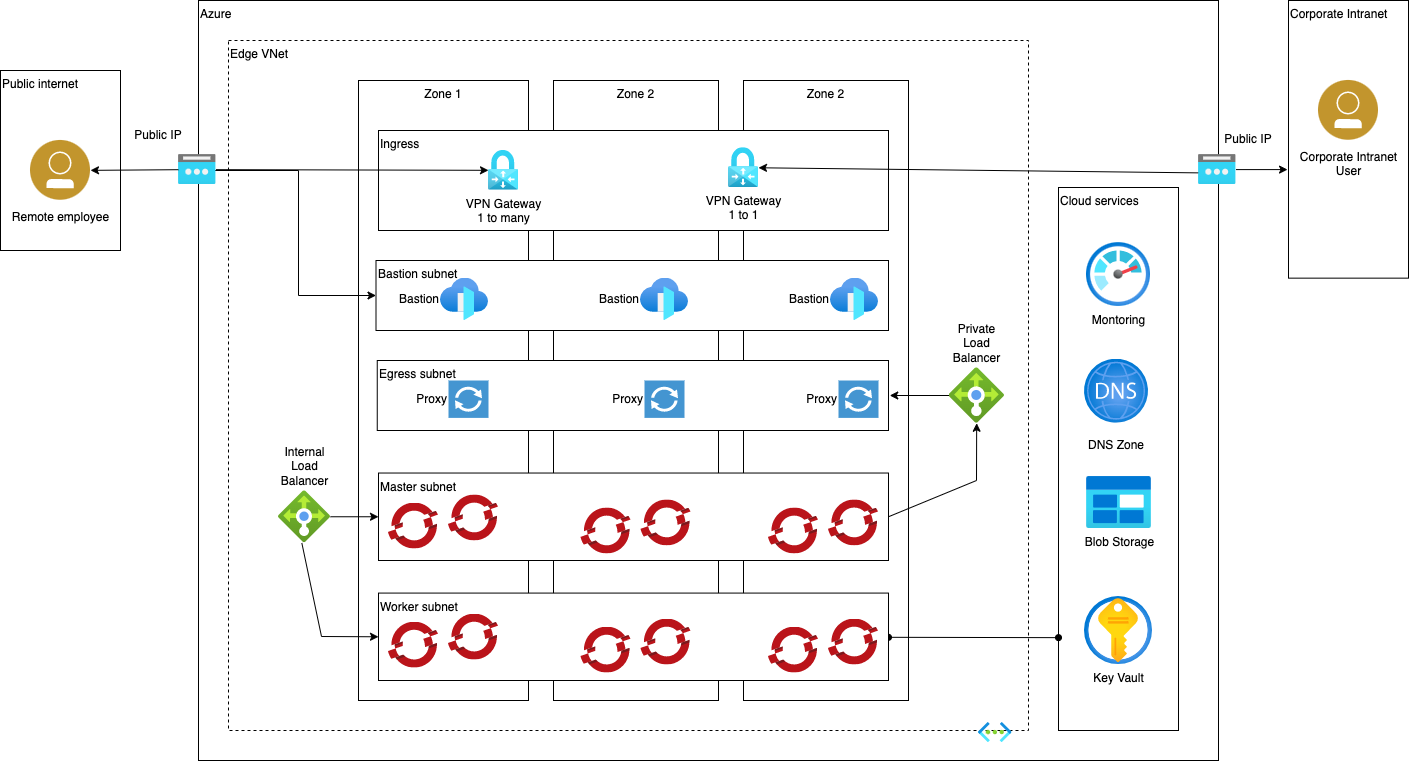 Azure
Corporate Intranet
Edge VNet
Public internet
Zone 1
Zone 2
Zone 2
Public IP
Public IP
Ingress
Corporate Intranet
User
Remote employee
VPN Gateway
1 to many
VPN Gateway
1 to 1
Cloud services
Bastion subnet
Bastion
Bastion
Bastion
Montoring
Private
Load
Balancer
Egress subnet
Proxy
Proxy
Proxy
DNS
DNS Zone
Internal
Load
Balancer
Master subnet
Blob Storage
Worker subnet
Key Vault